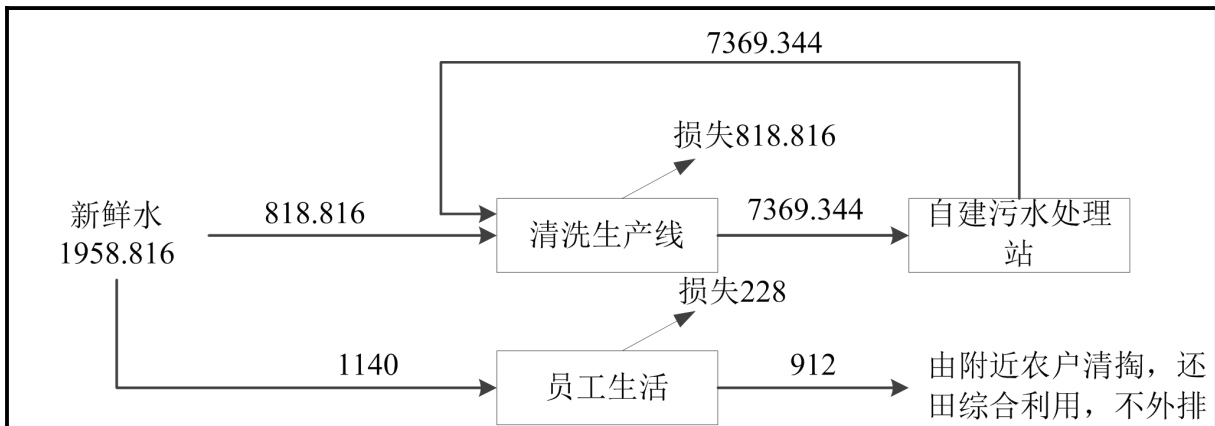 7369.344
损失818.816
新鲜水
1958.816
818.816
清洗生产线
7369.344
自建污水处理
站
损失228
1140
员工生活
912
由附近农户清掏，还
田综合利用，不外排